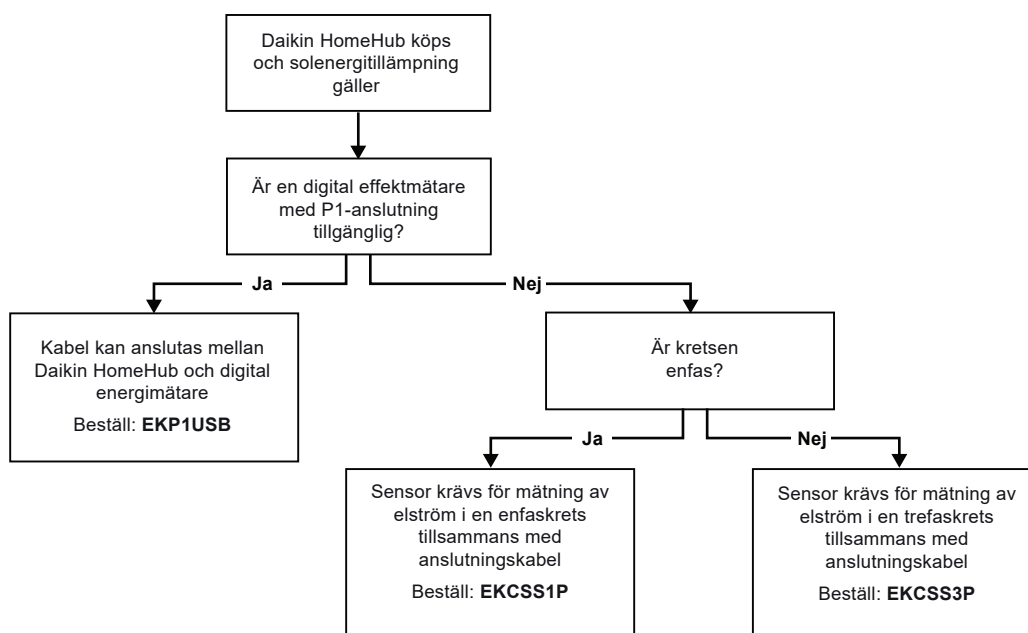 Daikin HomeHub köps
och solenergitillämpning
gäller
Är en digital effektmätare
med P1-anslutning
tillgänglig?
Ja
Nej
Kabel kan anslutas mellan
Daikin HomeHub och digital
energimätare
Beställ: EKP1USB
Är kretsen
enfas?
Ja
Nej
Sensor krävs för mätning av
elström i en enfaskrets
tillsammans med
anslutningskabel
Beställ: EKCSS1P
Sensor krävs för mätning av
elström i en trefaskrets
tillsammans med
anslutningskabel
Beställ: EKCSS3P